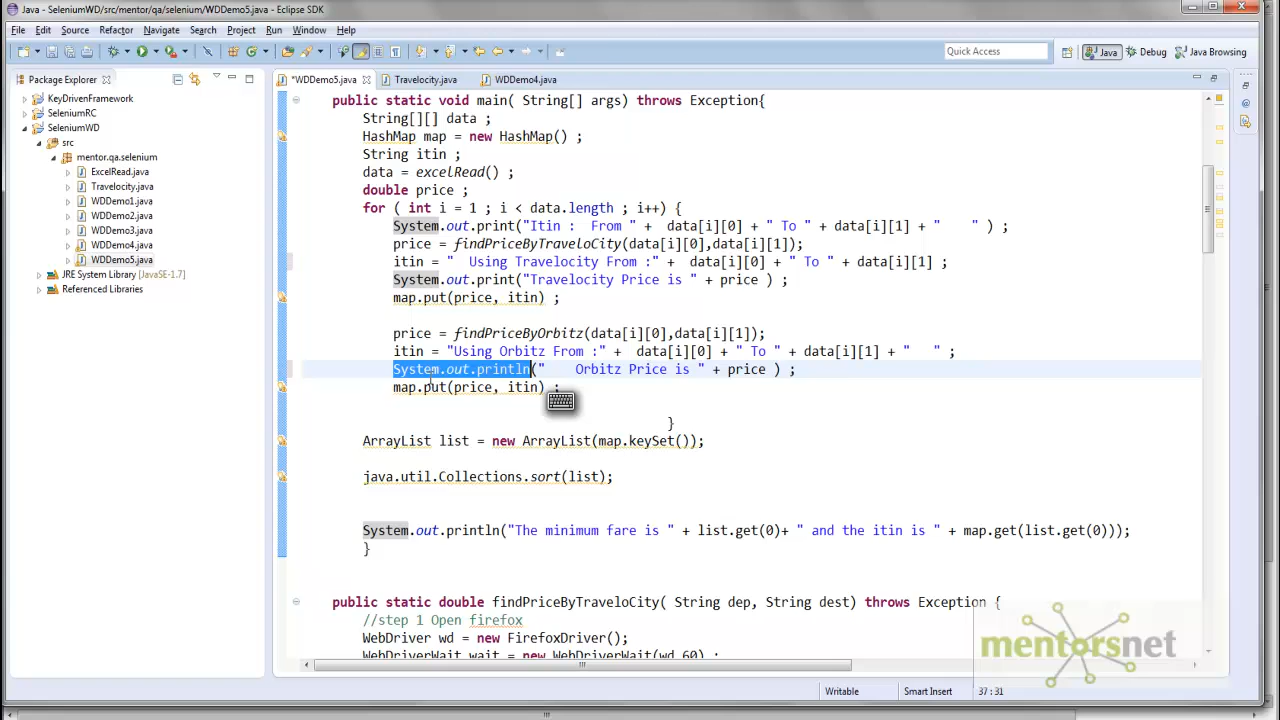 Java - SeleniumWD/src/mentor/qa/selenium/WDDemo5.java - Eclipse SDK
File Edit Source Refactor Navigate Search Project Run Window Help
Quick Access
Java
Debug
Java Browsing
Package Explorer
*WDDemo5.java
Travelocity.java
WDDemo4.java
KeyDrivenFramework
SeleniumRC
SeleniumWD
src
mentor.qa.selenium
ExcelRead.java
Travelocity.java
WDDemo1.java
WDDemo2.java
WDDemo3.java
WDDemo4.java
WDDemo5.java
JRE System Library [JavaSE-1.7]
Referenced Libraries
public static void main( String[] args) throws Exception{
String[][] data ;
HashMap map = new HashMap() ;
String itin ;
data = excelRead() ;
double price ;
for ( int i = 1 ; i < data.length ; i++) {
System.out.print("Itin :  From " +  data[i][0] + " To " + data[i][1] + "    " ) ;
price = findPriceByTraveloCity(data[i][0],data[i][1]);
itin = "  Using Travelocity From :" +  data[i][0] + " To " + data[i][1] ;
System.out.print("Travelocity Price is " + price ) ;
map.put(price, itin) ;
price = findPriceByOrbitz(data[i][0],data[i][1]);
itin = "Using Orbitz From :" +  data[i][0] + " To " + data[i][1] + "   " ;
System.out.println("    Orbitz Price is " + price ) ;
map.put(price, itin) ;
}
ArrayList list = new ArrayList(map.keySet());
java.util.Collections.sort(list);
System.out.println("The minimum fare is " + list.get(0)+ " and the itin is " + map.get(list.get(0)));
}
public static double findPriceByTraveloCity( String dep, String dest) throws Exception {
//step 1 Open firefox
WebDriver wd = new FirefoxDriver();
WebDriverWait wait = new WebDriverWait(wd,60) ;
mentorsnet
Writable
Smart Insert
37 : 31